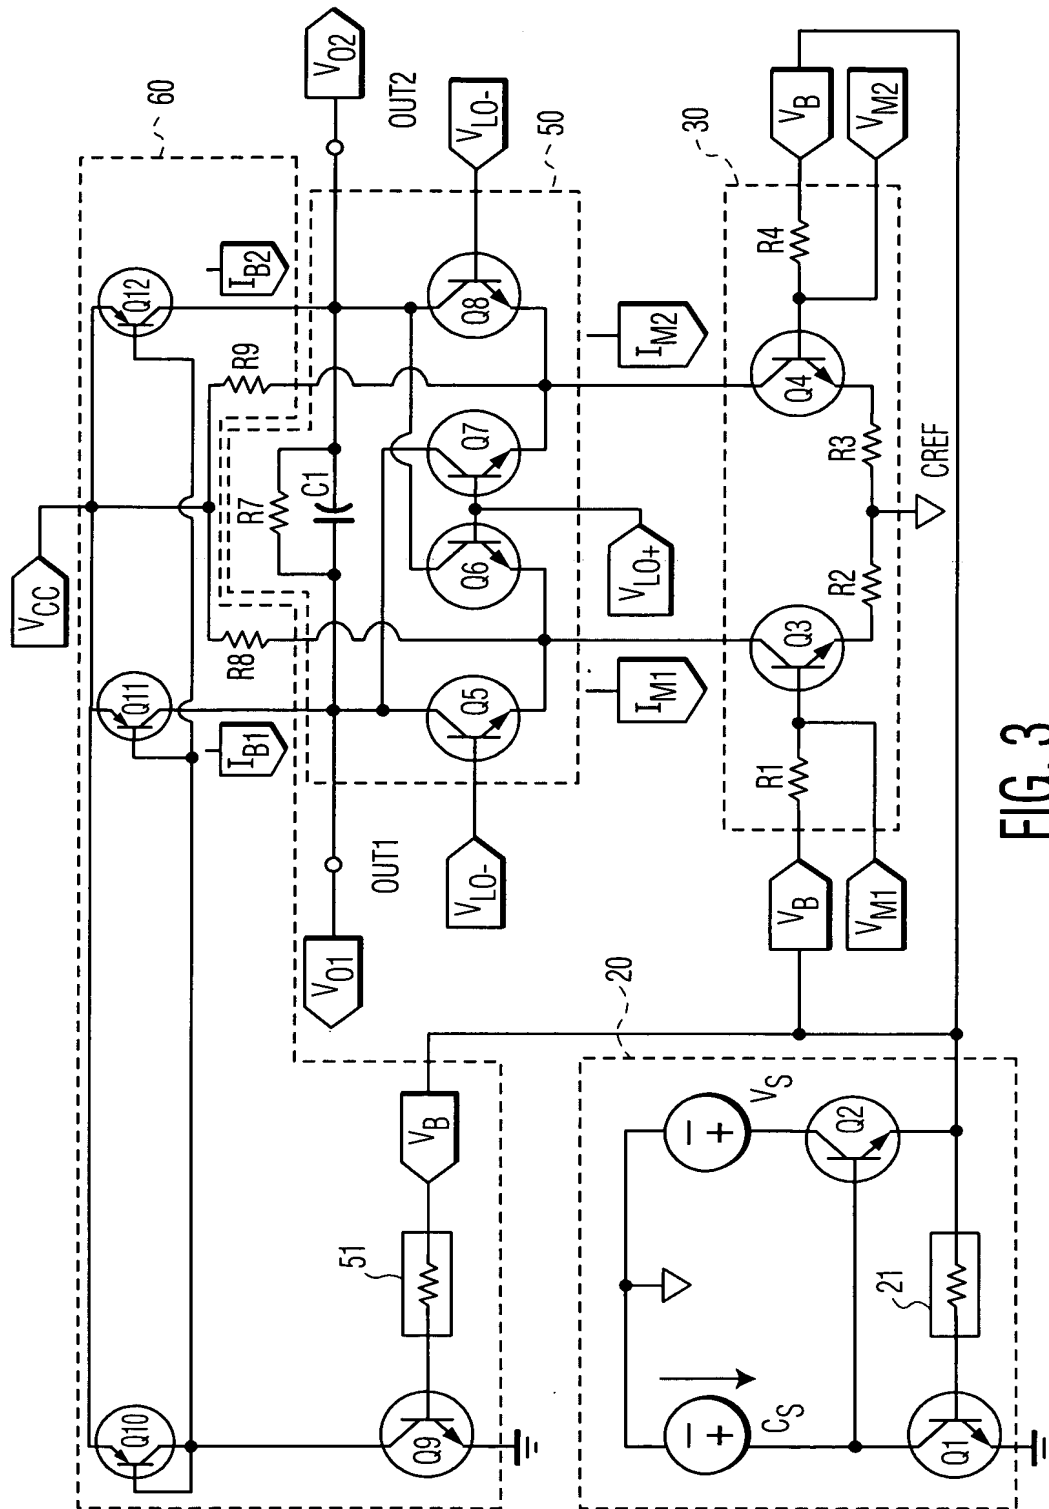 VCC
60
Q10
Q11
Q12
IB1
IB2
R8
R9
VO1
OUT1
R7
C1
VO2
OUT2
VLO-
Q5
Q6
Q7
Q8
VLO-
50
VLO+
IM1
IM2
VB
51
Q9
20
CS
VS
Q1
Q2
21
30
VB
R1
VM1
Q3
R2
R3
Q4
R4
VB
VM2
CREF
FIG. 3